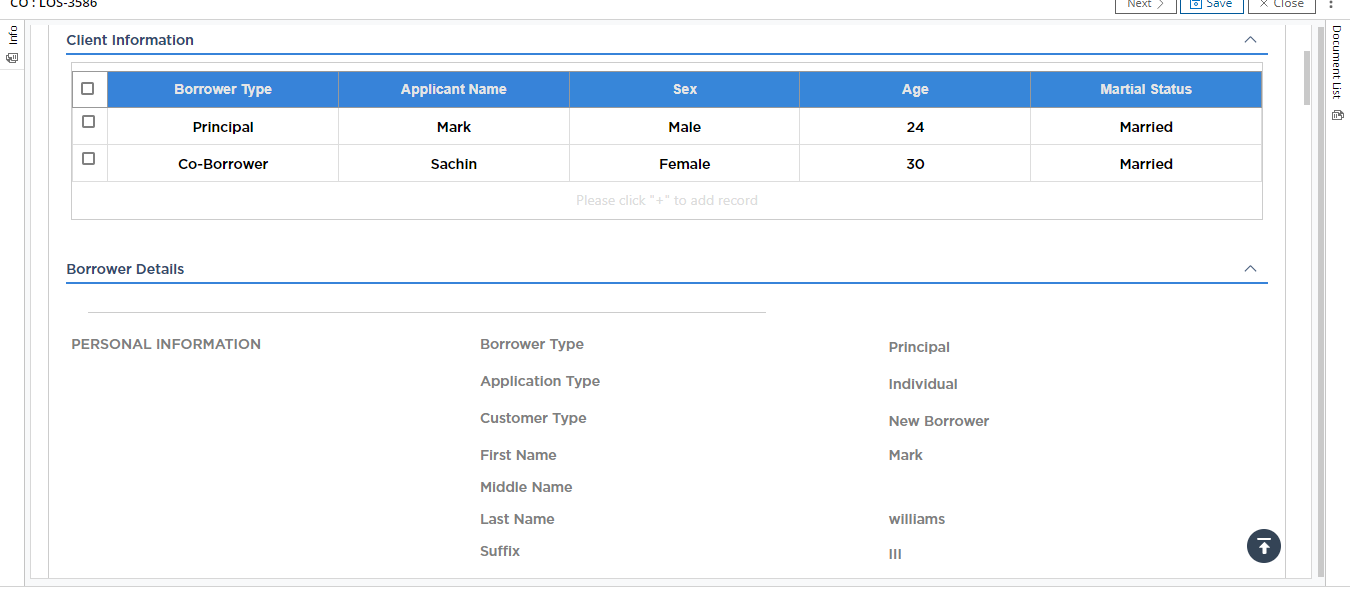 CO : LOS-3586
Next
Save
Close
Info
Document List
Client Information
Borrower Type Applicant Name Sex Age Martial Status
Principal Mark Male 24 Married
Co-Borrower Sachin Female 30 Married
Please click "+" to add record
Borrower Details
PERSONAL INFORMATION
Borrower Type Principal
Application Type Individual
Customer Type New Borrower
First Name Mark
Middle Name
Last Name williams
Suffix III